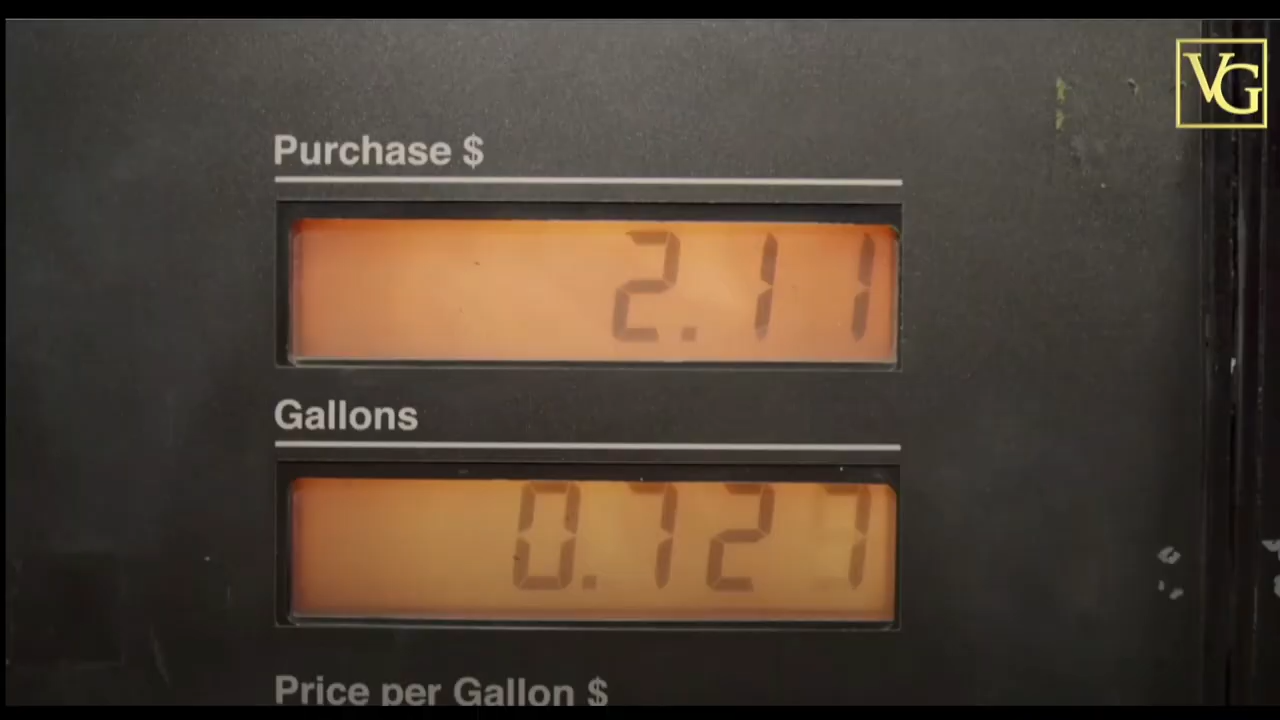 VG
Purchase $
2.11
Gallons
0.727
Price per Gallon $